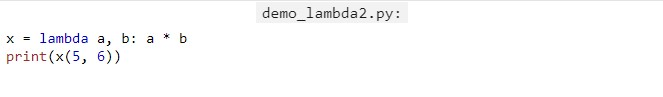 demo_lambda2.py:
x = lambda a, b: a * b
print(x(5, 6))